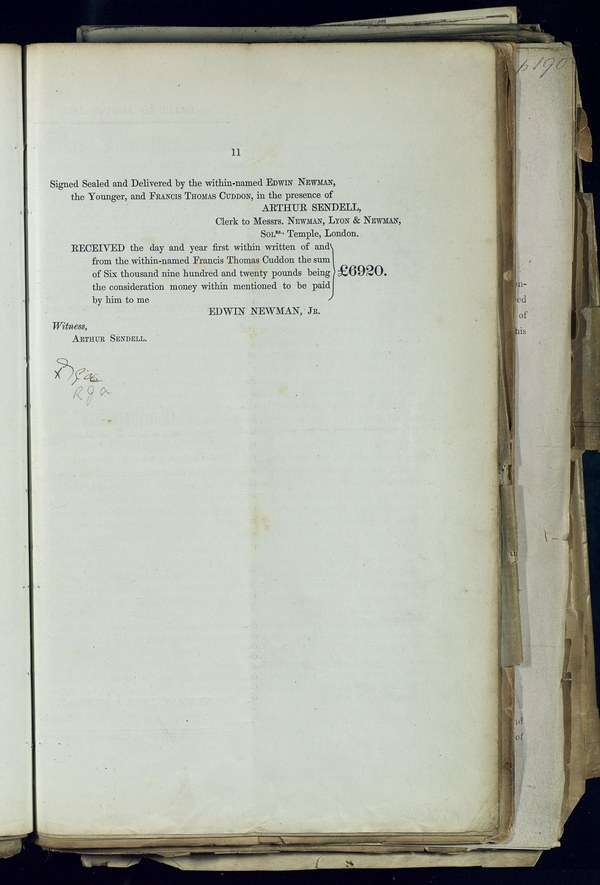 p190
11
Signed Sealed and Delivered by the within-named EDWIN NEWMAN,
the Younger, and FRANCIS THOMAS CUDDON, in the presence of
ARTHUR SENDELL,
Clerk to Messrs. NEWMAN, LYON & NEWMAN,
SOLRS. Temple, London.
RECEIVED the day and year first within written of and
from the within-named Francis Thomas Cuddon the sum
of Six thousand nine hundred and twenty pounds being
the consideration money within mentioned to be paid
by him to me
£6920.
EDWIN NEWMAN, JR.
Witness,
ARTHUR SENDELL.
of
his
of